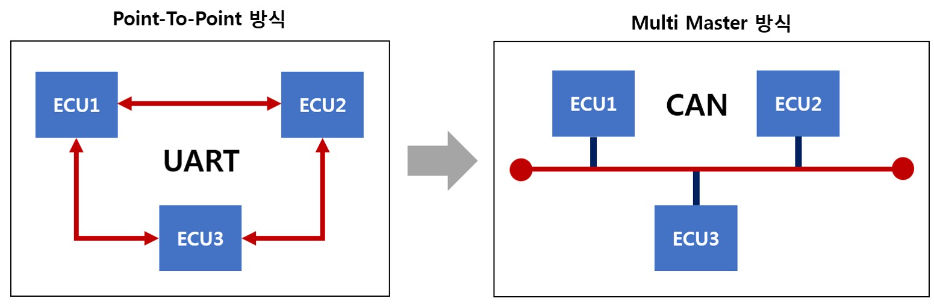 Point-To-Point 방식
ECU1
ECU2
UART
ECU3
Multi Master 방식
ECU1
CAN
ECU2
ECU3